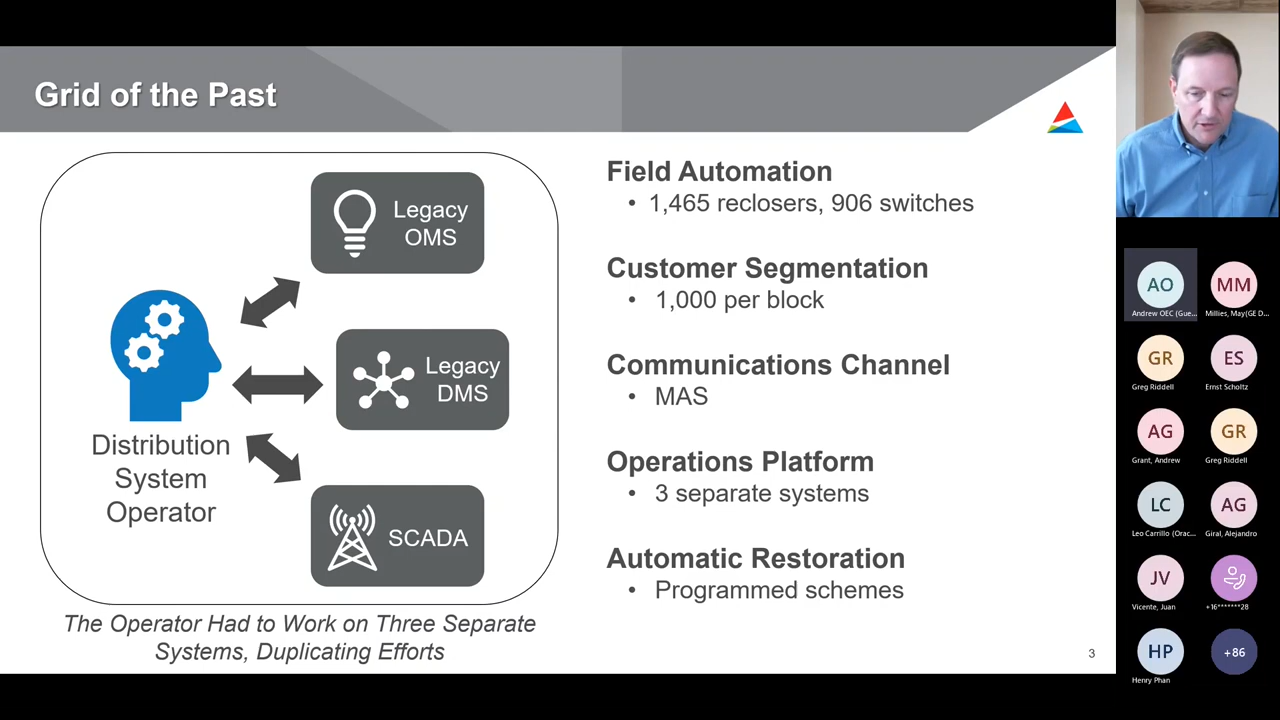 Grid of the Past
Legacy
OMS
Legacy
DMS
SCADA
Distribution
System
Operator
The Operator Had to Work on Three Separate
Systems, Duplicating Efforts
Field Automation
• 1,465 reclosers, 906 switches
Customer Segmentation
• 1,000 per block
Communications Channel
• MAS
Operations Platform
• 3 separate systems
Automatic Restoration
• Programmed schemes
3
AO
Andrew OEC (Gue...
MM
Millies, May(GE D...
GR
Greg Riddell
ES
Ernst Scholtz
AG
Grant, Andrew
GR
Greg Riddell
LC
Leo Carrillo (Orac...
AG
Giral, Alejandro
JV
Vicente, Juan
+16*******28
HP
Henry Phan
+86